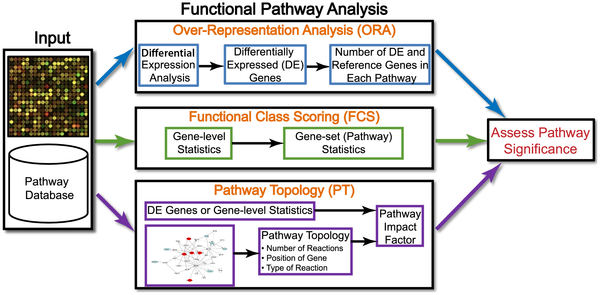 Functional Pathway Analysis
Input
Pathway
Database
Over-Representation Analysis (ORA)
Differential
Expression
Analysis
Differentially
Expressed (DE)
Genes
Number of DE and
Reference Genes in
Each Pathway
Functional Class Scoring (FCS)
Gene-level
Statistics
Gene-set (Pathway)
Statistics
Pathway Topology (PT)
DE Genes or Gene-level Statistics
Pathway Topology
• Number of Reactions
• Position of Gene
• Type of Reaction
Pathway
Impact
Factor
Assess Pathway
Significance